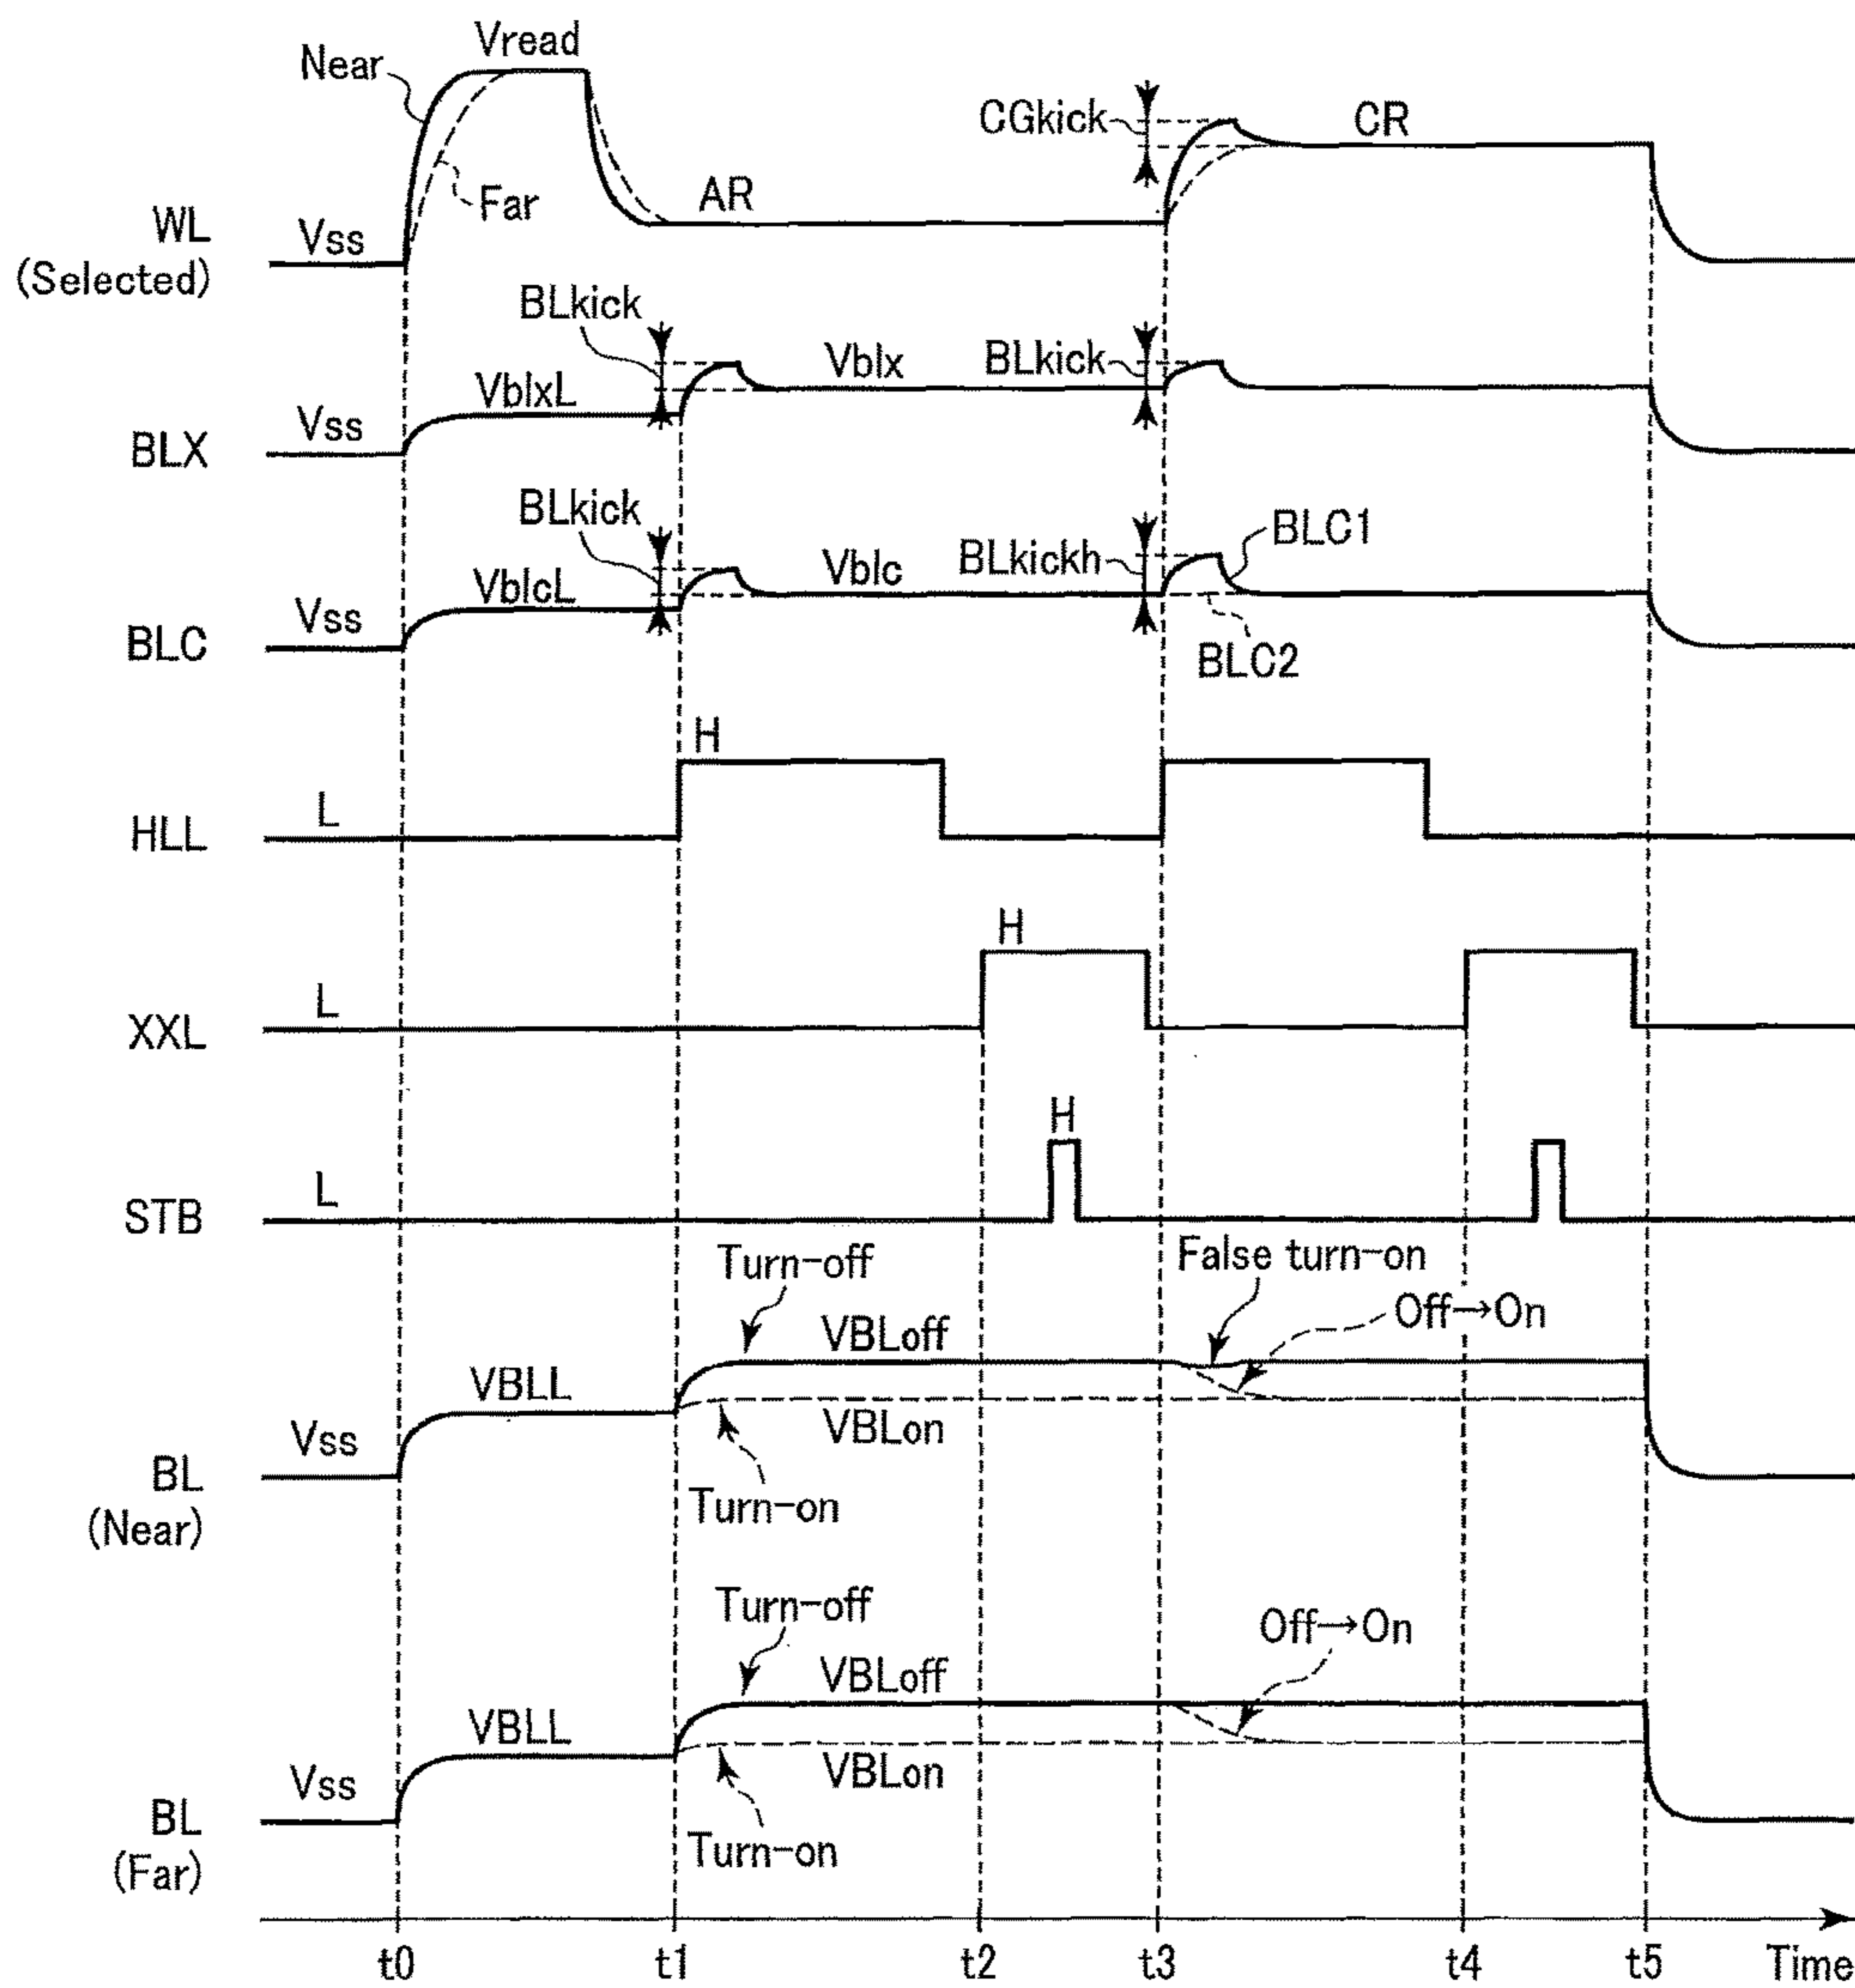 Vread
Near
CGkick
CR
Far
AR
WL
(Selected)
Vss
BLkick
VblxL
Vblx
BLkick
Vss
BLX
BLkick
BLC1
VblcL
Vblc
BLkickh
Vss
BLC
BLC2
H
L
HLL
H
L
XXL
H
L
STB
Turn-off
False turn-on
Off→On
VBLoff
VBLL
VBLon
Vss
BL
(Near)
Turn-on
Turn-off
Off→On
VBLoff
VBLL
VBLon
Vss
BL
(Far)
Turn-on
t0 t1 t2 t3 t4 t5 Time